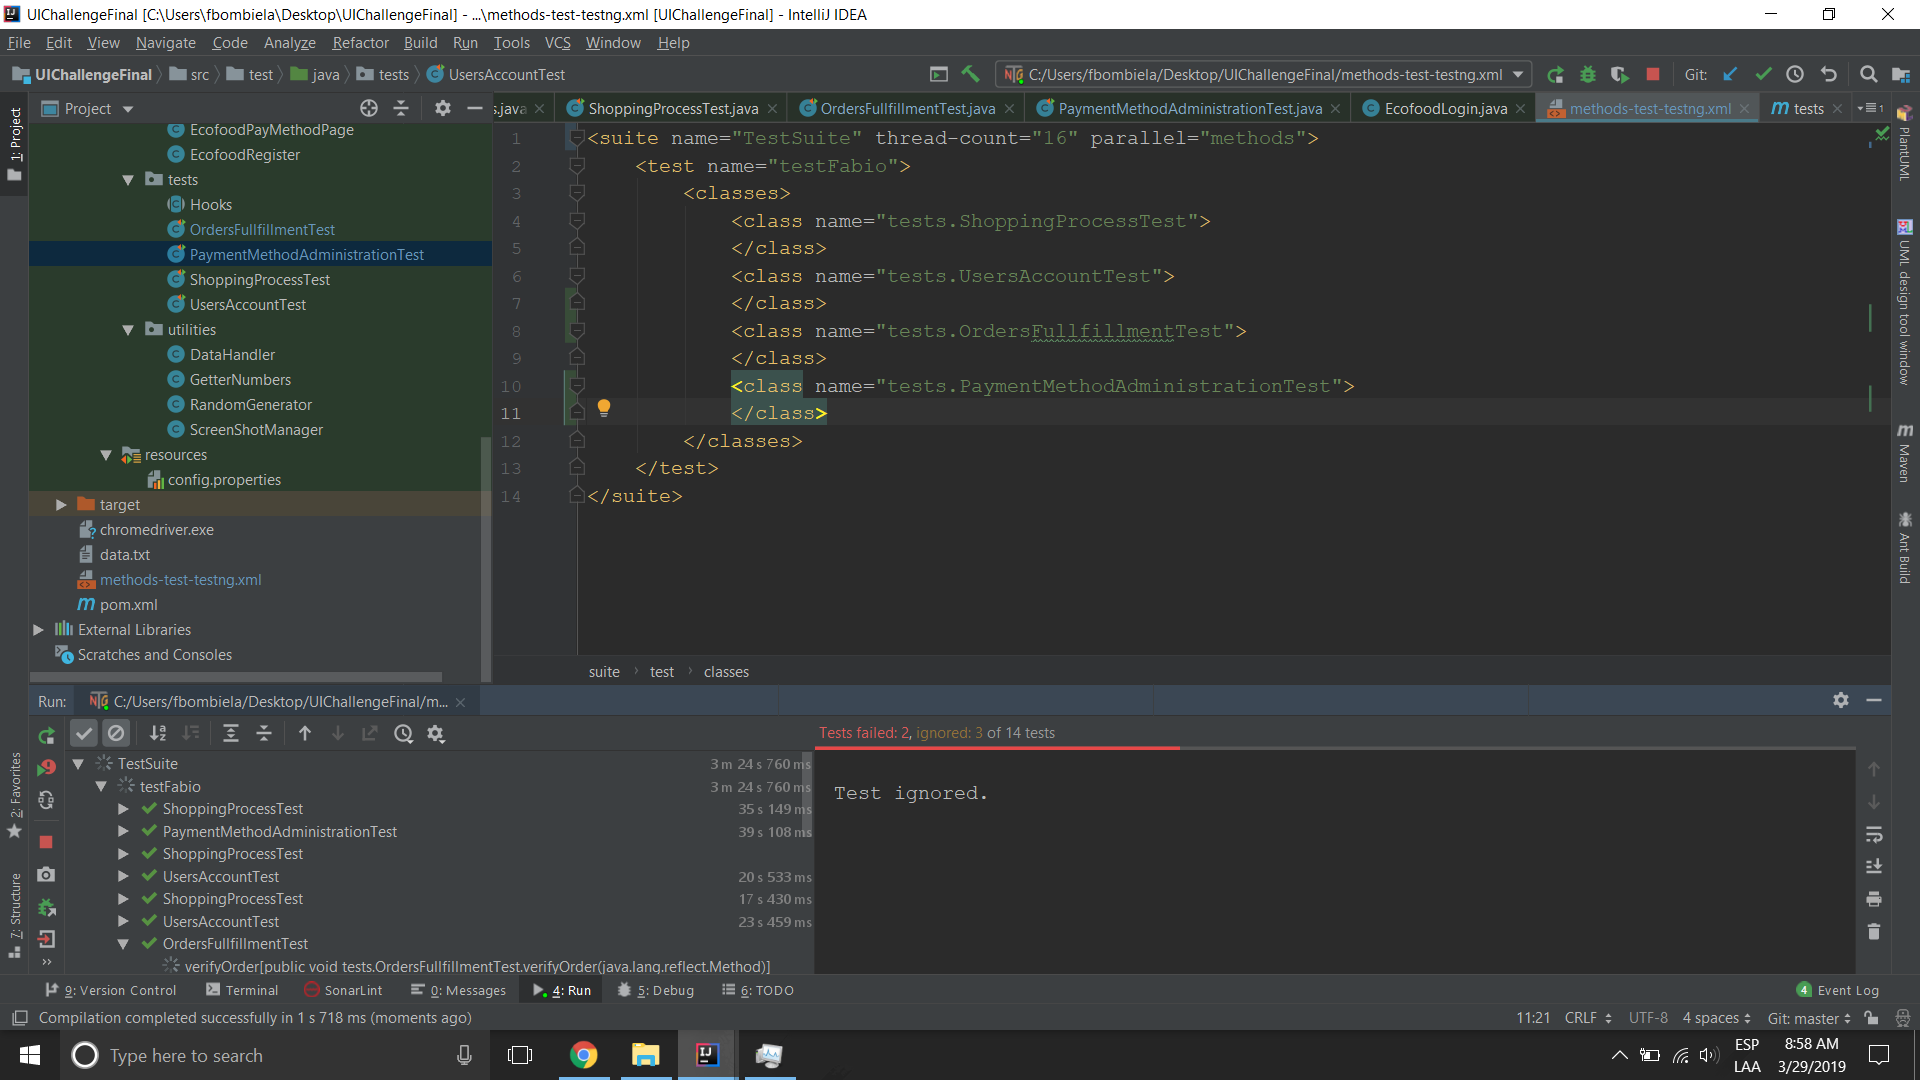 UIChallengeFinal [C:\Users\fbombiela\Desktop\UIChallengeFinal] - ...\methods-test-testng.xml [UIChallengeFinal] - IntelliJ IDEA
File Edit View Navigate Code Analyze Refactor Build Run Tools VCS Window Help
UIChallengeFinal src test java tests UsersAccountTest C:/Users/fbombiela/Desktop/UIChallengeFinal/methods-test-testng.xml Git:
Project s.java ShoppingProcessTest.java OrdersFullfillmentTest.java PaymentMethodAdministrationTest.java EcofoodLogin.java methods-test-testng.xml tests 1
1: Project
EcofoodPayMethodPage
EcofoodRegister
tests
Hooks
OrdersFullfillmentTest
PaymentMethodAdministrationTest
ShoppingProcessTest
UsersAccountTest
utilities
DataHandler
GetterNumbers
RandomGenerator
ScreenShotManager
resources
config.properties
target
chromedriver.exe
data.txt
methods-test-testng.xml
pom.xml
External Libraries
Scratches and Consoles
1 <suite name="TestSuite" thread-count="16" parallel="methods">
2 <test name="testFabio">
3 <classes>
4 <class name="tests.ShoppingProcessTest">
5 </class>
6 <class name="tests.UsersAccountTest">
7 </class>
8 <class name="tests.OrdersFullfillmentTest">
9 </class>
10 <class name="tests.PaymentMethodAdministrationTest">
11 </class>
12 </classes>
13 </test>
14 </suite>
suite test classes
PlantUML
UML design tool window
Maven
Ant Build
Run: C:/Users/fbombiela/Desktop/UIChallengeFinal/m...
Tests failed: 2, ignored: 3 of 14 tests
TestSuite 3 m 24 s 760 ms
testFabio 3 m 24 s 760 ms
ShoppingProcessTest 35 s 149 ms
PaymentMethodAdministrationTest 39 s 108 ms
ShoppingProcessTest
UsersAccountTest 20 s 533 ms
ShoppingProcessTest 17 s 430 ms
UsersAccountTest 23 s 459 ms
OrdersFullfillmentTest
verifyOrder[public void tests.OrdersFullfillmentTest.verifyOrder(java.lang.reflect.Method)]
Test ignored.
2: Favorites
7: Structure
9: Version Control Terminal SonarLint 0: Messages 4: Run 5: Debug 6: TODO 4 Event Log
Compilation completed successfully in 1 s 718 ms (moments ago) 11:21 CRLF UTF-8 4 spaces Git: master
Type here to search
ESP
LAA
8:58 AM
3/29/2019